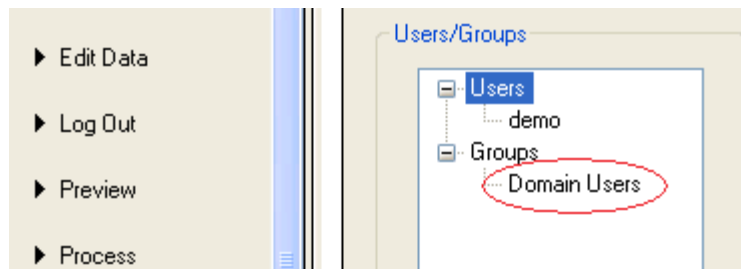 Edit Data
Log Out
Preview
Process
Users/Groups
Users
demo
Groups
Domain Users